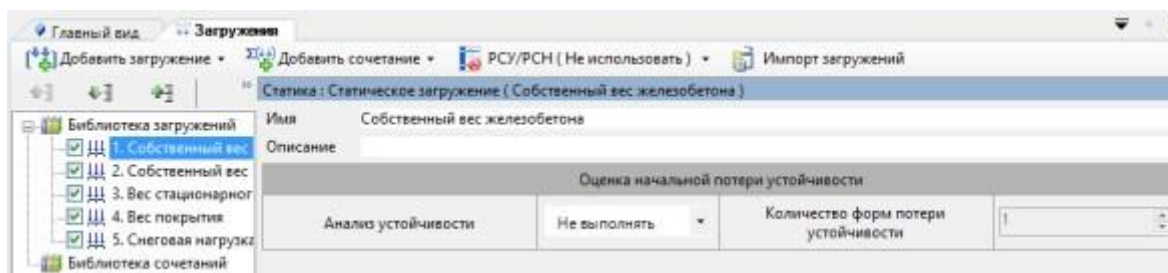 Главный вид Загружения
Добавить загружение Добавить сочетание РСУ/РСН ( Не использовать ) Импорт загружений
Статика : Статическое загружение ( Собственный вес железобетона )
Библиотека загружений
1. Собственный вес
2. Собственный вес
3. Вес стационарног
4. Вес покрытия
5. Снеговая нагрузка
Библиотека сочетаний
Имя Собственный вес железобетона
Описание
Оценка начальной потери устойчивости
Анализ устойчивости Не выполнять Количество форм потери
устойчивости 1